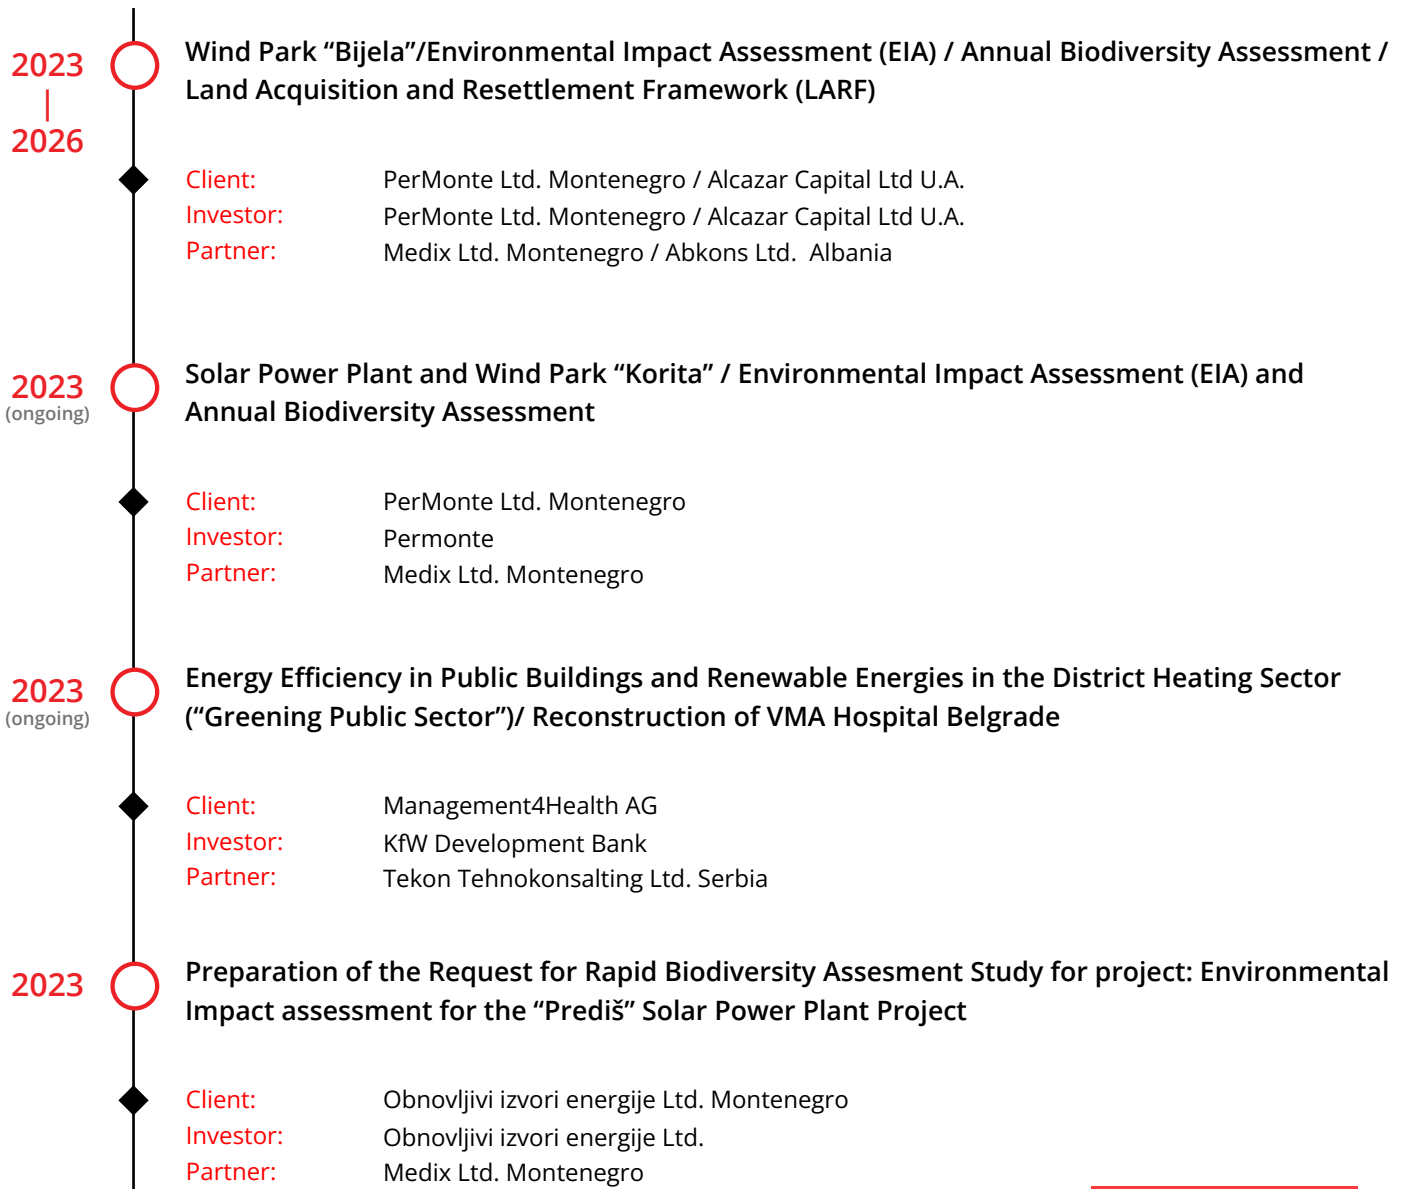 2023
|
2026
Wind Park “Bijela”/Environmental Impact Assessment (EIA) / Annual Biodiversity Assessment /
Land Acquisition and Resettlement Framework (LARF)
Client: PerMonte Ltd. Montenegro / Alcazar Capital Ltd U.A.
Investor: PerMonte Ltd. Montenegro / Alcazar Capital Ltd U.A.
Partner: Medix Ltd. Montenegro / Abkons Ltd.  Albania
2023
(ongoing)
Solar Power Plant and Wind Park “Korita” / Environmental Impact Assessment (EIA) and
Annual Biodiversity Assessment
Client: PerMonte Ltd. Montenegro
Investor: Permonte
Partner: Medix Ltd. Montenegro
2023
(ongoing)
Energy Efficiency in Public Buildings and Renewable Energies in the District Heating Sector
(“Greening Public Sector”)/ Reconstruction of VMA Hospital Belgrade
Client: Management4Health AG
Investor: KfW Development Bank
Partner: Tekon Tehnokonsalting Ltd. Serbia
2023
Preparation of the Request for Rapid Biodiversity Assesment Study for project: Environmental
Impact assessment for the “Prediš” Solar Power Plant Project
Client: Obnovljivi izvori energije Ltd. Montenegro
Investor: Obnovljivi izvori energije Ltd.
Partner: Medix Ltd. Montenegro